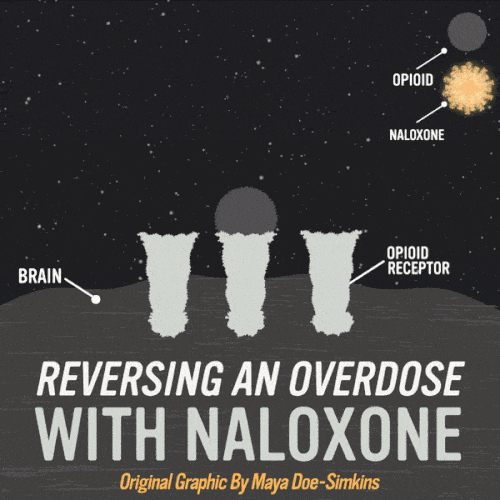 OPIOID
NALOXONE
BRAIN
OPIOID
RECEPTOR
REVERSING AN OVERDOSE
WITH NALOXONE
Original Graphic By Maya Doe-Simkins